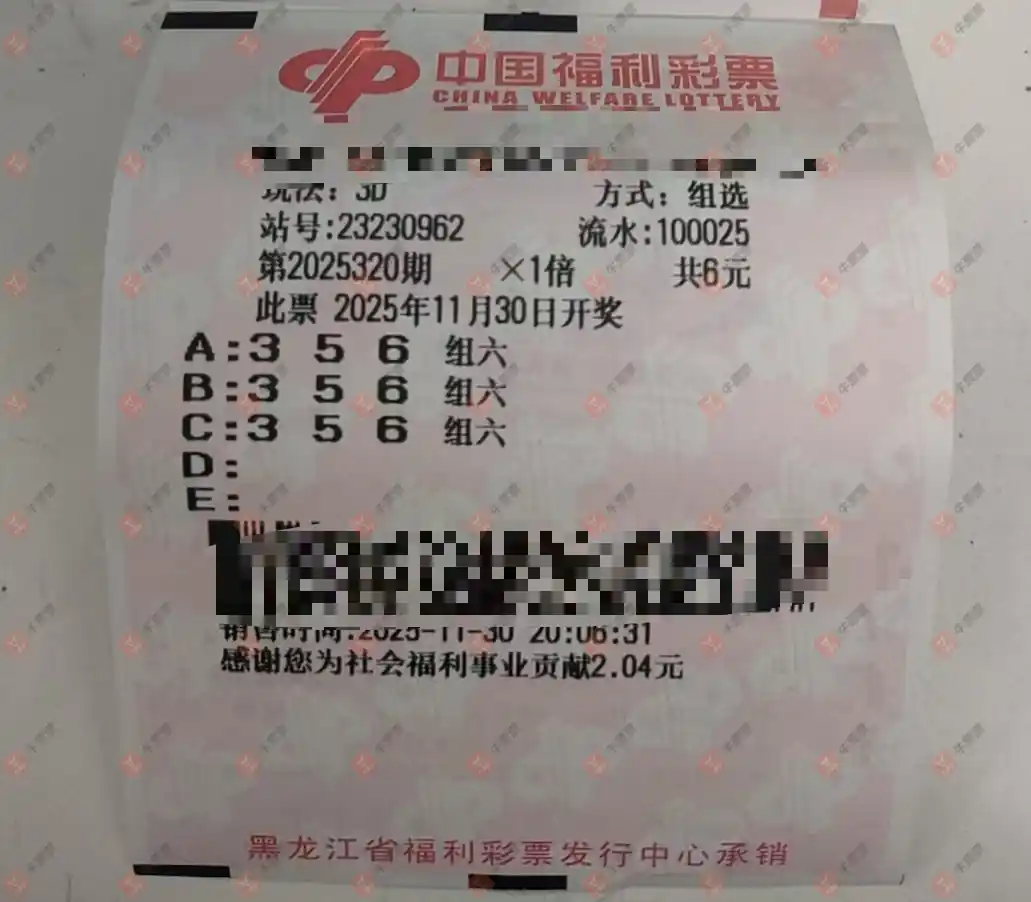 中国福利彩票
CHINA WELFARE LOTTERY
玩法：3D 方式：组选
站号:23230962 流水:100025
第2025320期 ×1倍 共6元
此票 2025年11月30日开奖
A:3 5 6 组六
B:3 5 6 组六
C:3 5 6 组六
D:
E:
销售时间:2025-11-30 20:06:31
感谢您为社会福利事业贡献2.04元
黑龙江省福利彩票发行中心承销